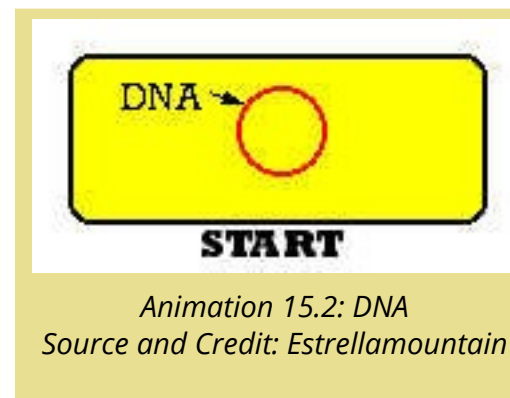 DNA
START
Animation 15.2: DNA
Source and Credit: Estrellamountain